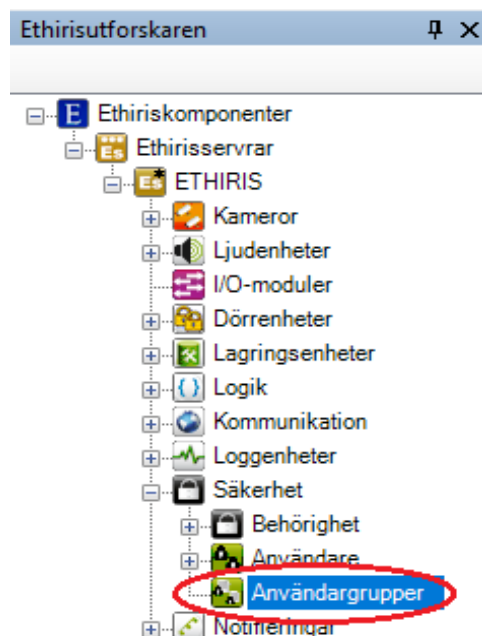 Ethirisutforskaren
Ethiriskomponenter
Ethirisservrar
ETHIRIS
Kameror
Ljudenheter
I/O-moduler
Dörrenheter
Lagringsenheter
Logik
Kommunikation
Loggenheter
Säkerhet
Behörighet
Användare
Användargrupper
Notifieringar